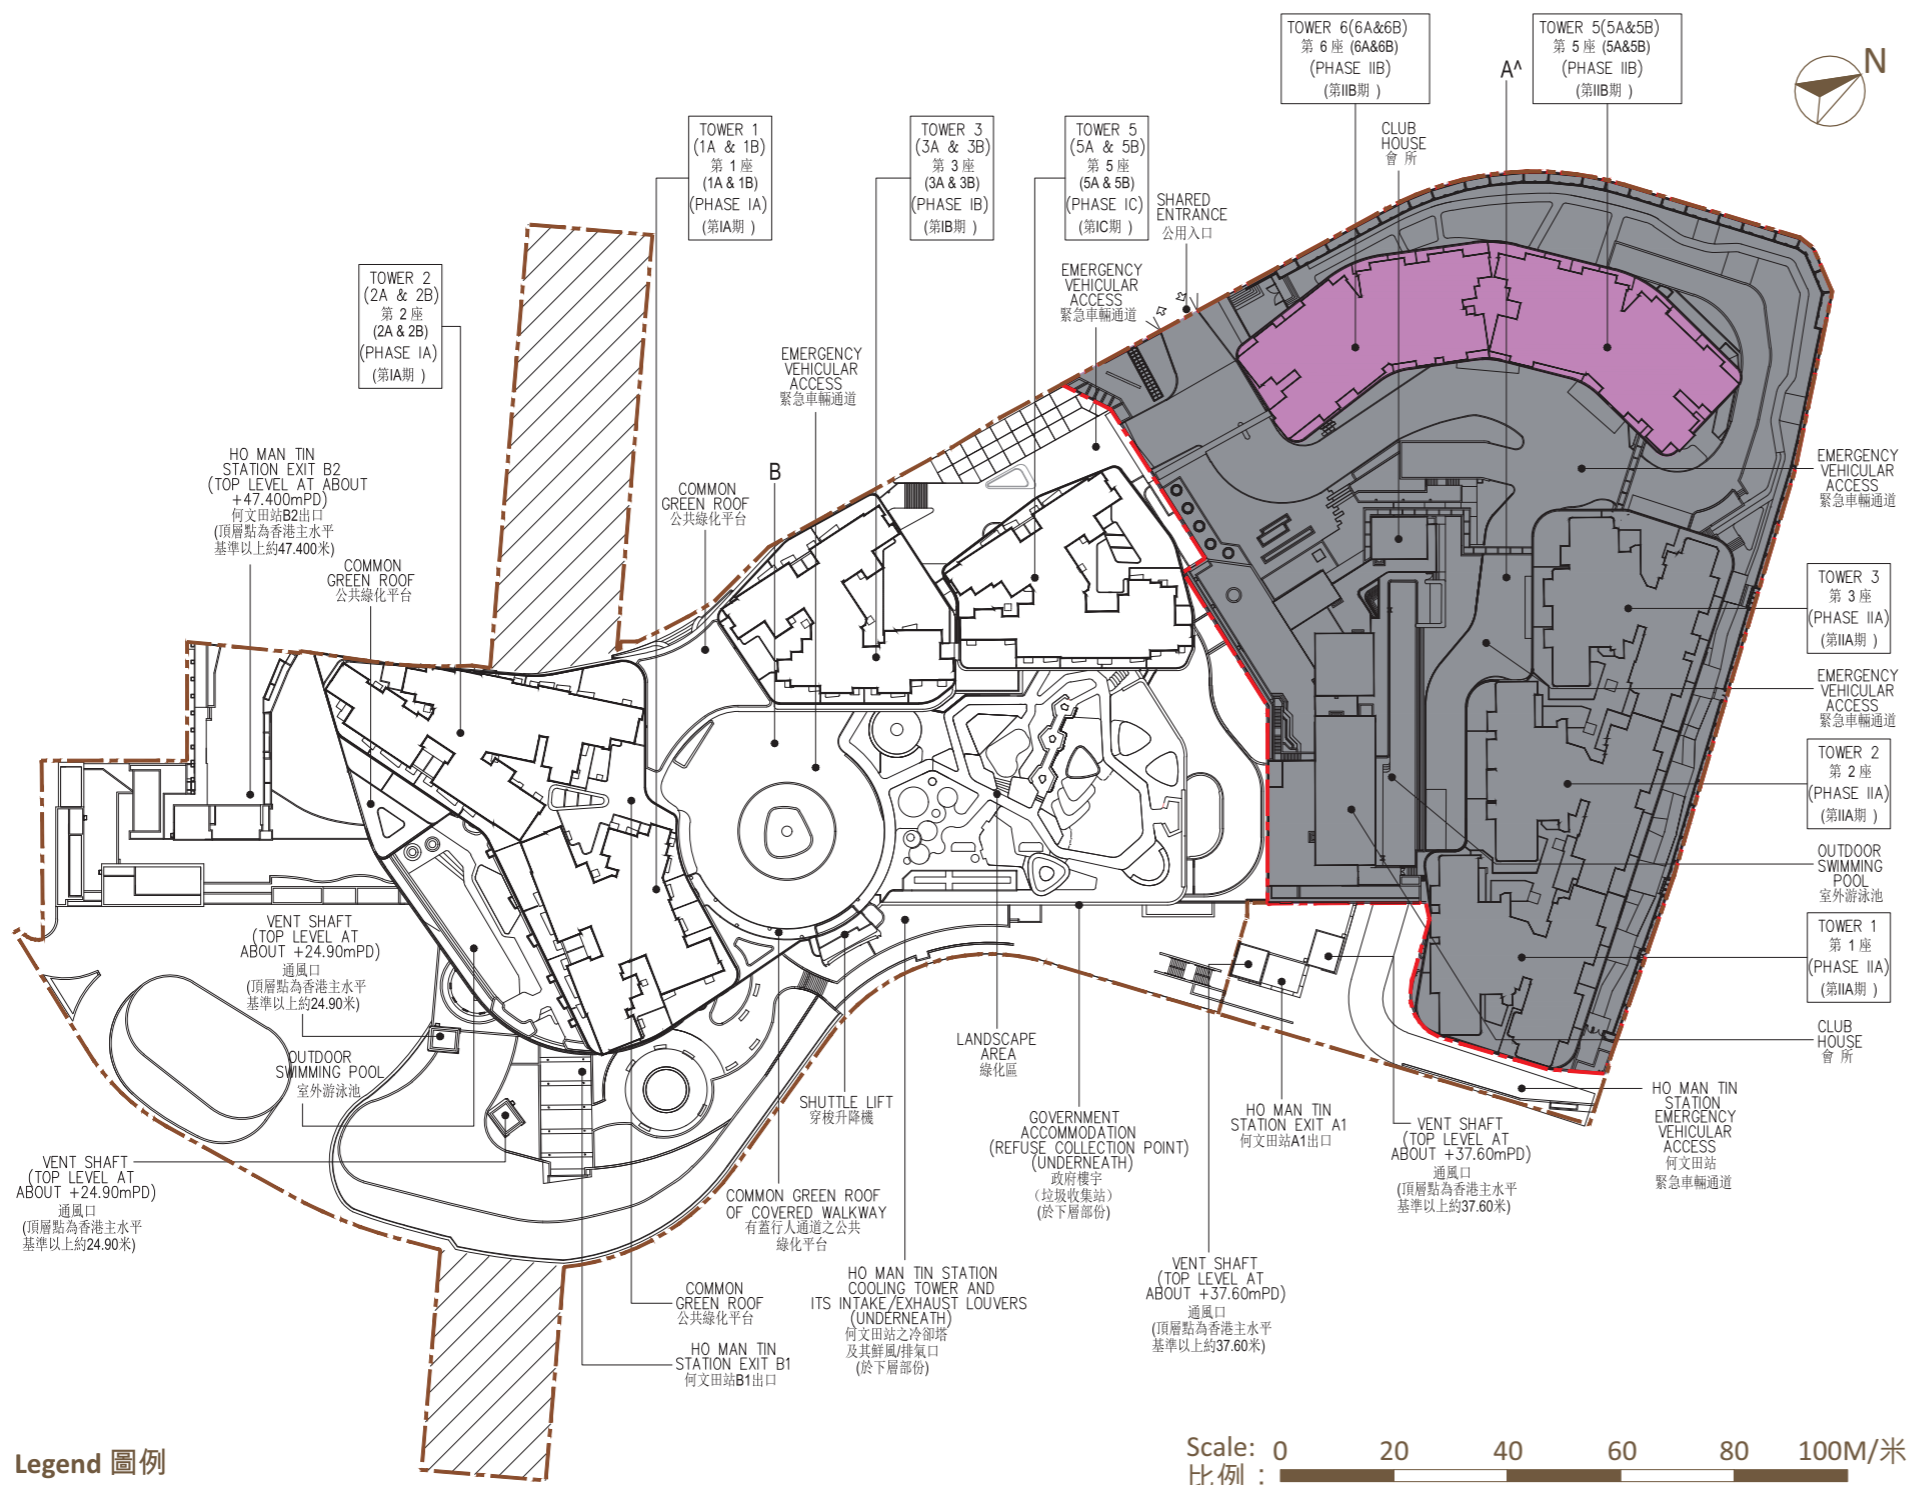 TOWER 6(6A&6B)
第 6 座 (6A&6B)
(PHASE IIB)
(第IIB期 )
TOWER 5(5A&5B)
第 5 座 (5A&5B)
(PHASE IIB)
(第IIB期 )
A^
N
CLUB
HOUSE
會 所
TOWER 1
(1A & 1B)
第 1 座
(1A & 1B)
(PHASE IA)
(第IA期 )
TOWER 3
(3A & 3B)
第 3 座
(3A & 3B)
(PHASE IB)
(第IB期 )
TOWER 5
(5A & 5B)
第 5 座
(5A & 5B)
(PHASE IC)
(第IC期 )
SHARED
ENTRANCE
公用入口
EMERGENCY
VEHICULAR
ACCESS
緊急車輛通道
TOWER 2
(2A & 2B)
第 2 座
(2A & 2B)
(PHASE IA)
(第IA期 )
EMERGENCY
VEHICULAR
ACCESS
緊急車輛通道
HO MAN TIN
STATION EXIT B2
(TOP LEVEL AT ABOUT
+47.400mPD)
何文田站B2出口
(頂層點為香港主水平
基準以上約47.400米)
COMMON
GREEN ROOF
公共綠化平台
B
COMMON
GREEN ROOF
公共綠化平台
EMERGENCY
VEHICULAR
ACCESS
緊急車輛通道
TOWER 3
第 3 座
(PHASE IIA)
(第IIA期 )
EMERGENCY
VEHICULAR
ACCESS
緊急車輛通道
TOWER 2
第 2 座
(PHASE IIA)
(第IIA期 )
OUTDOOR
SWIMMING
POOL
室外游泳池
TOWER 1
第 1 座
(PHASE IIA)
(第IIA期 )
CLUB
HOUSE
會 所
VENT SHAFT
(TOP LEVEL AT
ABOUT +24.90mPD)
通風口
(頂層點為香港主水平
基準以上約24.90米)
OUTDOOR
SWIMMING POOL
室外游泳池
VENT SHAFT
(TOP LEVEL AT
ABOUT +24.90mPD)
通風口
(頂層點為香港主水平
基準以上約24.90米)
SHUTTLE LIFT
穿梭升降機
LANDSCAPE
AREA
綠化區
GOVERNMENT
ACCOMMODATION
(REFUSE COLLECTION POINT)
(UNDERNEATH)
政府樓宇
(垃圾收集站)
(於下層部份)
HO MAN TIN
STATION EXIT A1
何文田站A1出口
VENT SHAFT
(TOP LEVEL AT
ABOUT +37.60mPD)
通風口
(頂層點為香港主水平
基準以上約37.60米)
HO MAN TIN
STATION
EMERGENCY
VEHICULAR
ACCESS
何文田站
緊急車輛通道
COMMON GREEN ROOF
OF COVERED WALKWAY
有蓋行人通道之公共
綠化平台
HO MAN TIN STATION
COOLING TOWER AND
ITS INTAKE/EXHAUST LOUVERS
(UNDERNEATH)
何文田站之冷卻塔
及其鮮風/排氣口
(於下層部份)
VENT SHAFT
(TOP LEVEL AT
ABOUT +37.60mPD)
通風口
(頂層點為香港主水平
基準以上約37.60米)
COMMON
GREEN ROOF
公共綠化平台
HO MAN TIN
STATION EXIT B1
何文田站B1出口
Legend 圖例
Scale: 0 20 40 60 80 100M/米
比例 :